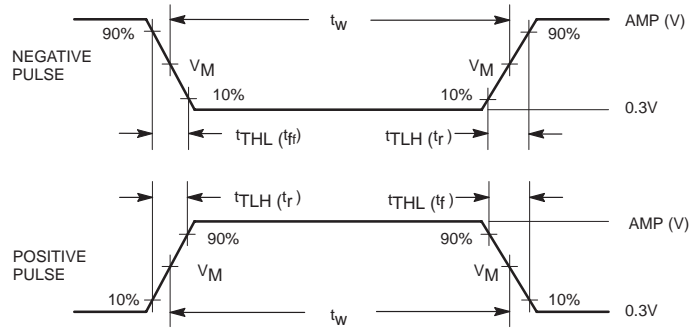 90% tW 90% AMP (V)
NEGATIVE
PULSE
VM VM
10% 10%
0.3V
tTHL (tff) tTLH (tr)
tTLH (tr) tTHL (tf)
AMP (V)
90% 90%
POSITIVE
PULSE
VM VM
10% 10%
tW 0.3V